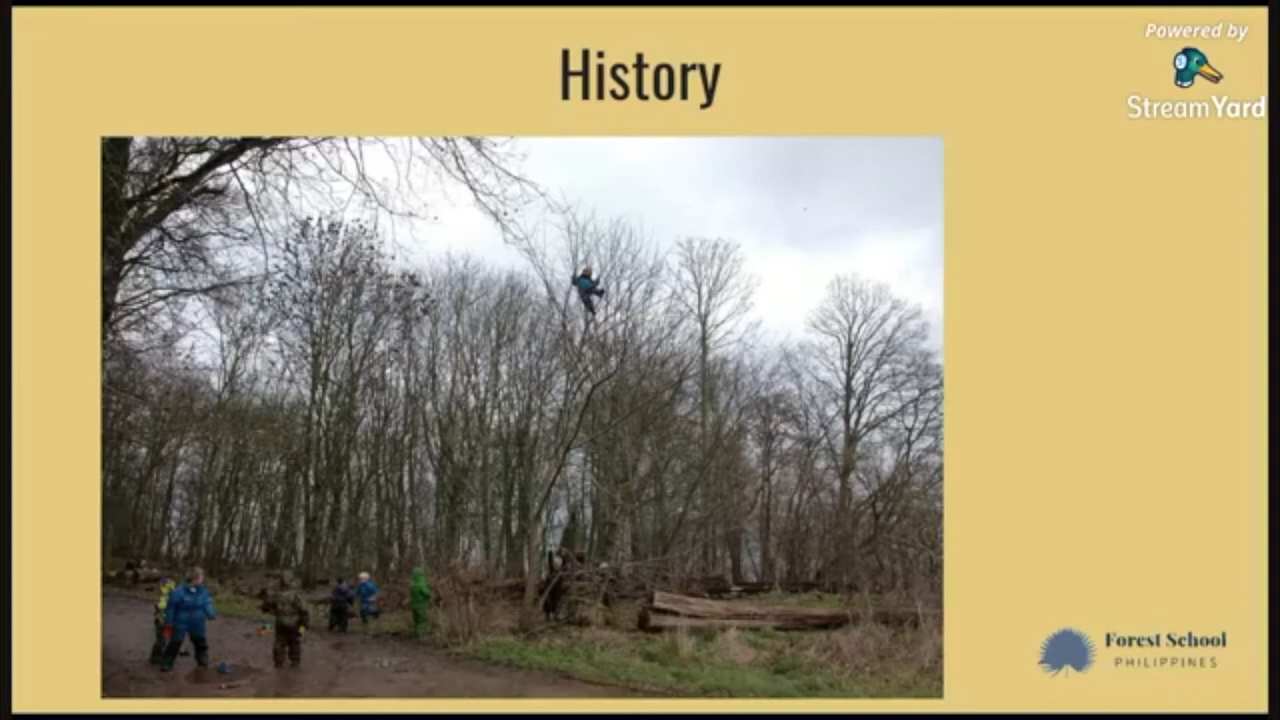 History
Powered by
StreamYard
Forest School
PHILIPPINES